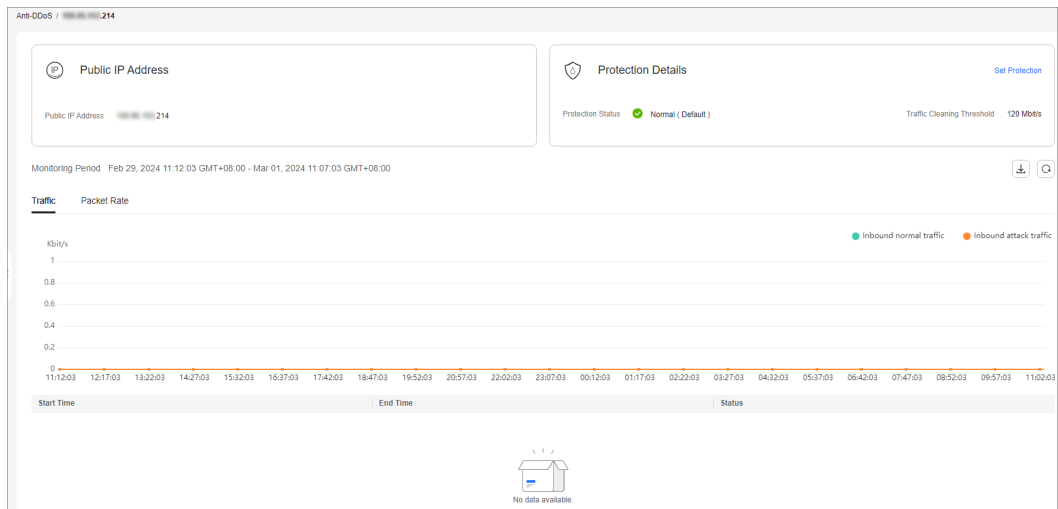 Anti-DDoS / .214
Public IP Address
Protection Details
Set Protection
Public IP Address 214
Protection Status Normal ( Default )
Traffic Cleaning Threshold 120 Mbit/s
Monitoring Period Feb 29, 2024 11:12:03 GMT+08:00 - Mar 01, 2024 11:07:03 GMT+08:00
Traffic Packet Rate
Inbound normal traffic Inbound attack traffic
Kbit/s
1
0.8
0.6
0.4
0.2
0
11:12:03 12:17:03 13:22:03 14:27:03 15:32:03 16:37:03 17:42:03 18:47:03 19:52:03 20:57:03 22:02:03 23:07:03 00:12:03 01:17:03 02:22:03 03:27:03 04:32:03 05:37:03 06:42:03 07:47:03 08:52:03 09:57:03 11:02:03
Start Time End Time Status
No data available.